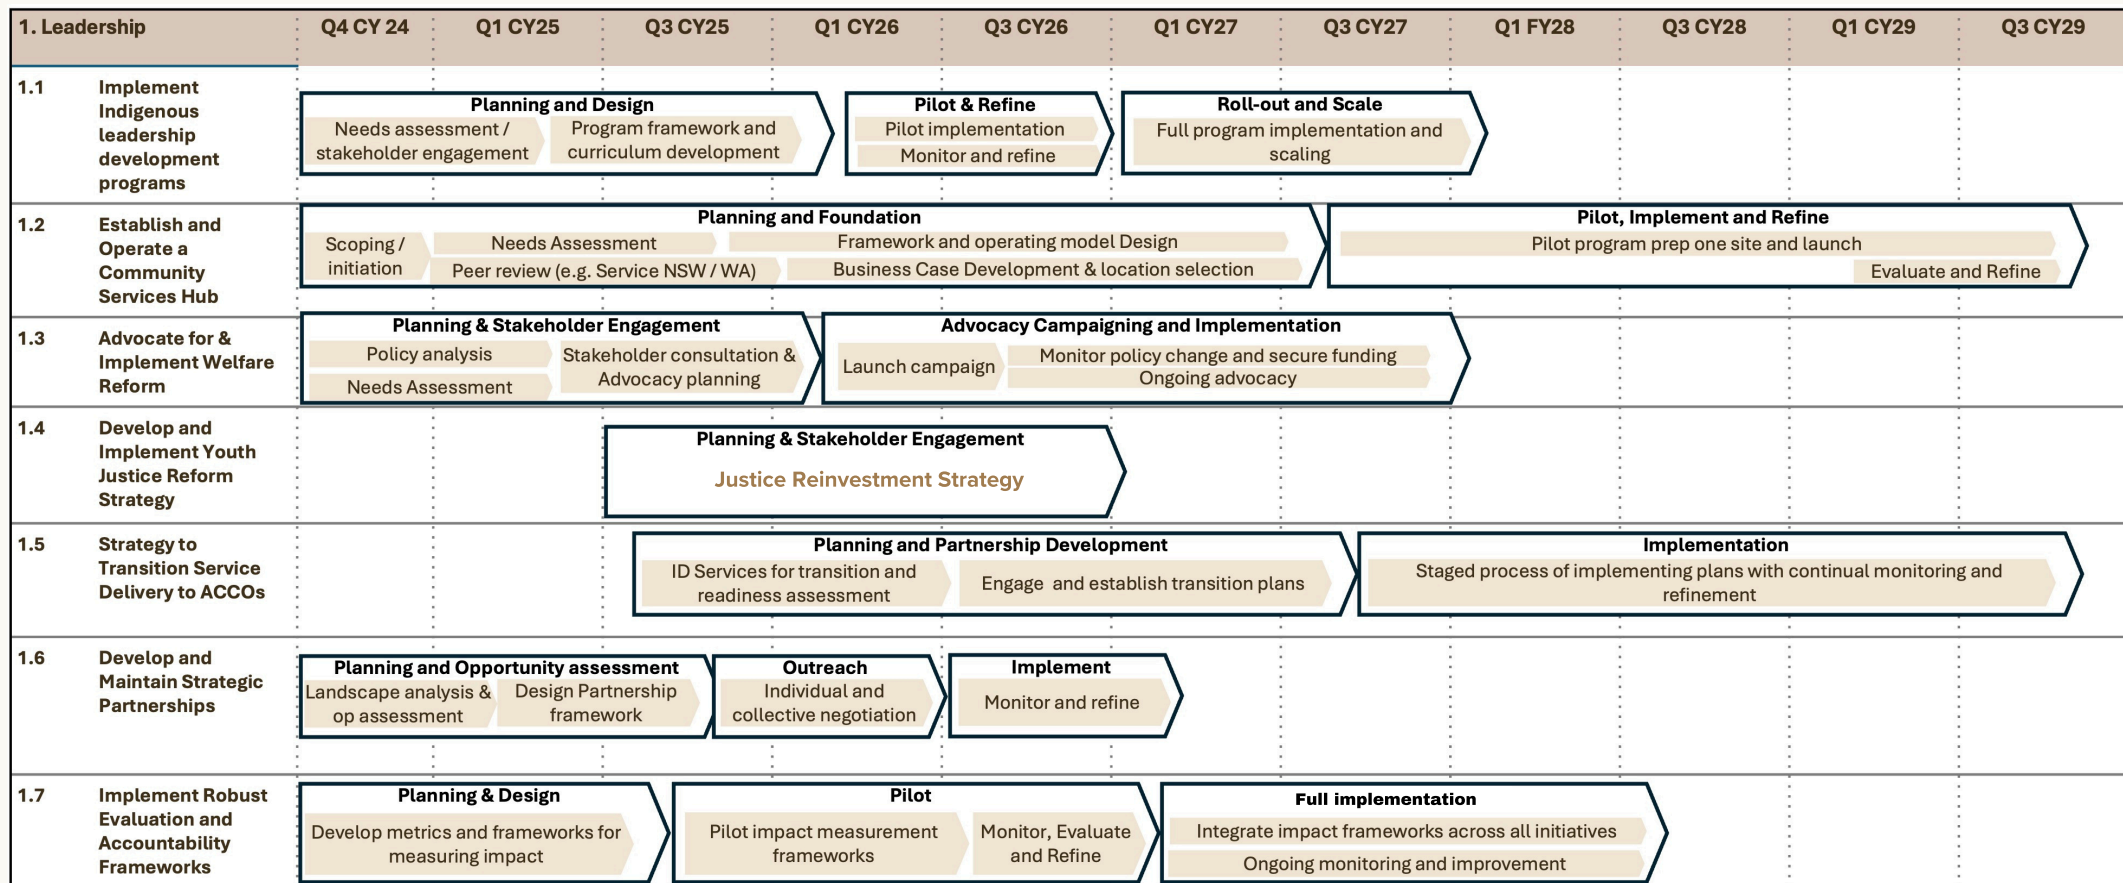 1. Leadership
Q4 CY 24
Q1 CY25
Q3 CY25
Q1 CY26
Q3 CY26
Q1 CY27
Q3 CY27
Q1 FY28
Q3 CY28
Q1 CY29
Q3 CY29
1.1
Implement
Indigenous
leadership
development
programs
Planning and Design
Needs assessment /
stakeholder engagement
Program framework and
curriculum development
Pilot & Refine
Pilot implementation
Monitor and refine
Roll-out and Scale
Full program implementation and
scaling
1.2
Establish and
Operate a
Community
Services Hub
Planning and Foundation
Scoping /
initiation
Needs Assessment
Peer review (e.g. Service NSW / WA)
Framework and operating model Design
Business Case Development & location selection
Pilot, Implement and Refine
Pilot program prep one site and launch
Evaluate and Refine
1.3
Advocate for &
Implement Welfare
Reform
Planning & Stakeholder Engagement
Policy analysis
Needs Assessment
Stakeholder consultation &
Advocacy planning
Advocacy Campaigning and Implementation
Launch campaign
Monitor policy change and secure funding
Ongoing advocacy
1.4
Develop and
Implement Youth
Justice Reform
Strategy
Planning & Stakeholder Engagement
Justice Reinvestment Strategy
1.5
Strategy to
Transition Service
Delivery to ACCOs
Planning and Partnership Development
ID Services for transition and
readiness assessment
Engage and establish transition plans
Implementation
Staged process of implementing plans with continual monitoring and
refinement
1.6
Develop and
Maintain Strategic
Partnerships
Planning and Opportunity assessment
Landscape analysis &
op assessment
Design Partnership
framework
Outreach
Individual and
collective negotiation
Implement
Monitor and refine
1.7
Implement Robust
Evaluation and
Accountability
Frameworks
Planning & Design
Develop metrics and frameworks for
measuring impact
Pilot
Pilot impact measurement
frameworks
Monitor, Evaluate
and Refine
Full implementation
Integrate impact frameworks across all initiatives
Ongoing monitoring and improvement